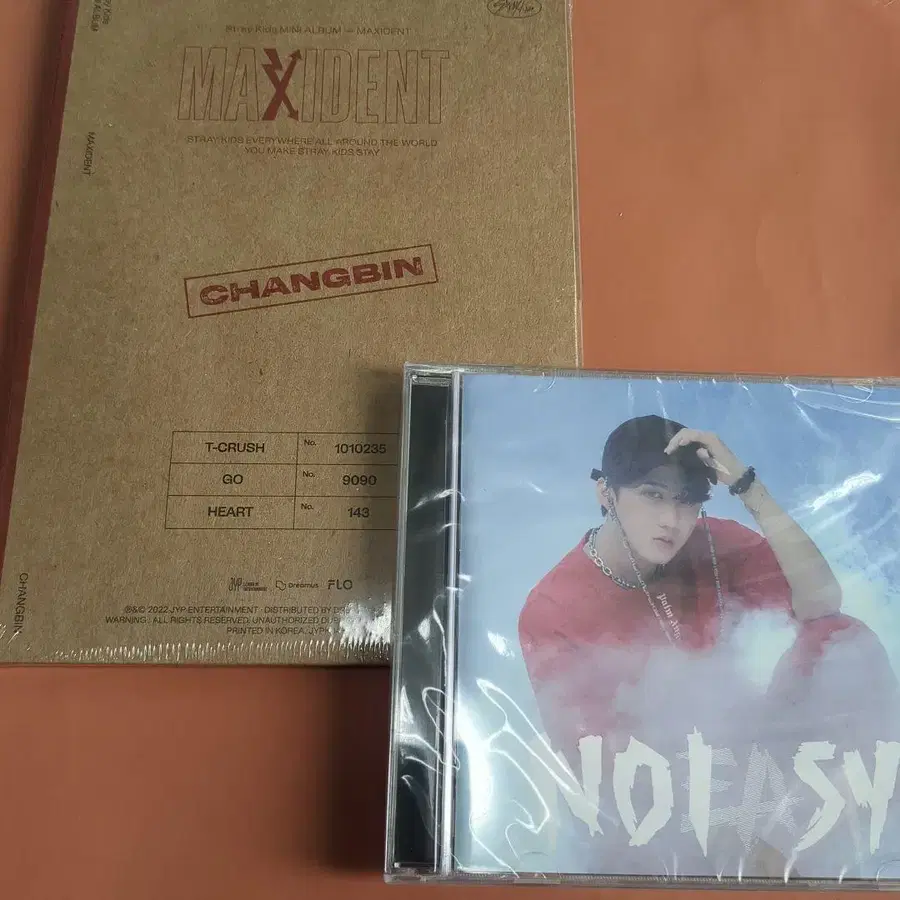 Stray Kids MINI ALBUM — MAXIDENT
MAXIDENT
STRAY KIDS EVERYWHERE ALL AROUND THE WORLD
YOU MAKE STRAY KIDS STAY
MAXIDENT
CHANGBIN
T-CRUSH No. 1010235
GO No. 9090
HEART No. 143
JYP Dreamus FLO
℗&© 2022 JYP ENTERTAINMENT · DISTRIBUTED BY
WARNING : ALL RIGHTS RESERVED. UNAUTHORIZED
PRINTED IN KOREA. JYPK
CHANGBIN
Palm
NOEASY